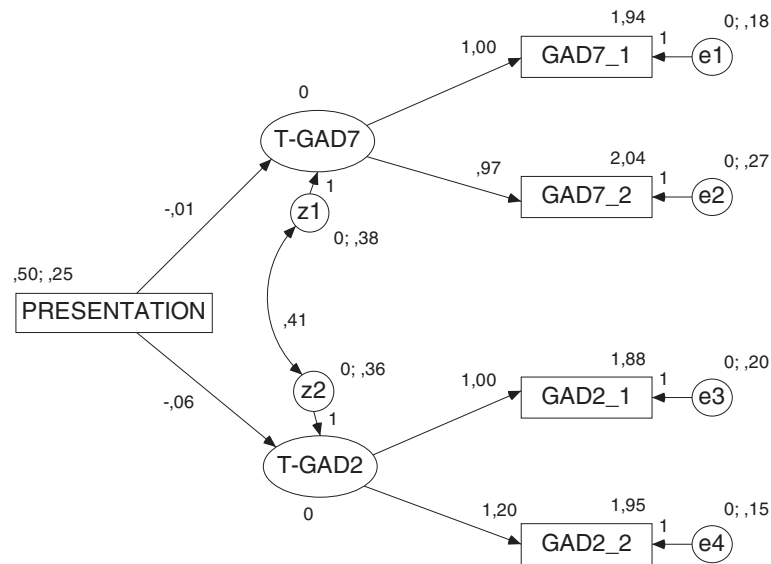 1,94
0; ,18
1,00
GAD7_1
1
e1
0
T-GAD7
,97
2,04
0; ,27
GAD7_2
1
e2
-,01
1
z1
0; ,38
,50; ,25
PRESENTATION
,41
z2
0; ,36
1
-,06
1,00
1,88
0; ,20
GAD2_1
1
e3
T-GAD2
0
1,20
1,95
0; ,15
GAD2_2
1
e4